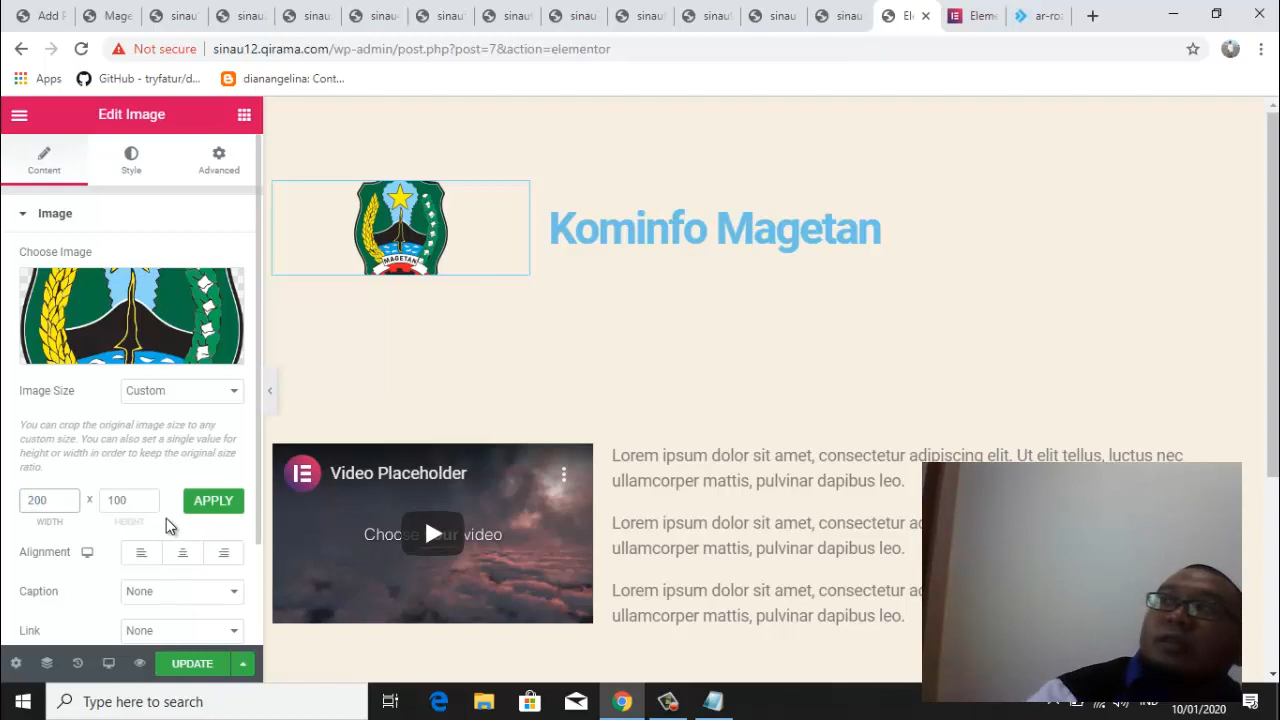 Add P
Mage
sinau
sinau
sinau
sinau
sinau
sinau
sinau
sinau
sinau
sinau
sinau
El
Eleme
ar-roz
Not secure
sinau12.qirama.com/wp-admin/post.php?post=7&action=elementor
Apps
GitHub - tryfatur/d...
dianangelina: Cont...
Edit Image
Content
Style
Advanced
Image
Choose Image
MAGETAN
Kominfo Magetan
Image Size
Custom
You can crop the original image size to any
custom size. You can also set a single value for
height or width in order to keep the original size
ratio.
200
x
100
APPLY
WIDTH
HEIGHT
Alignment
Caption
None
Link
None
UPDATE
Video Placeholder
Choose Your video
Lorem ipsum dolor sit amet, consectetur adipiscing elit. Ut elit tellus, luctus nec
ullamcorper mattis, pulvinar dapibus leo.
Lorem ipsum dolor sit amet, consectetur
ullamcorper mattis, pulvinar dapibus leo.
Lorem ipsum dolor sit amet, consectetur
ullamcorper mattis, pulvinar dapibus leo.
Type here to search
IND
10/01/2020